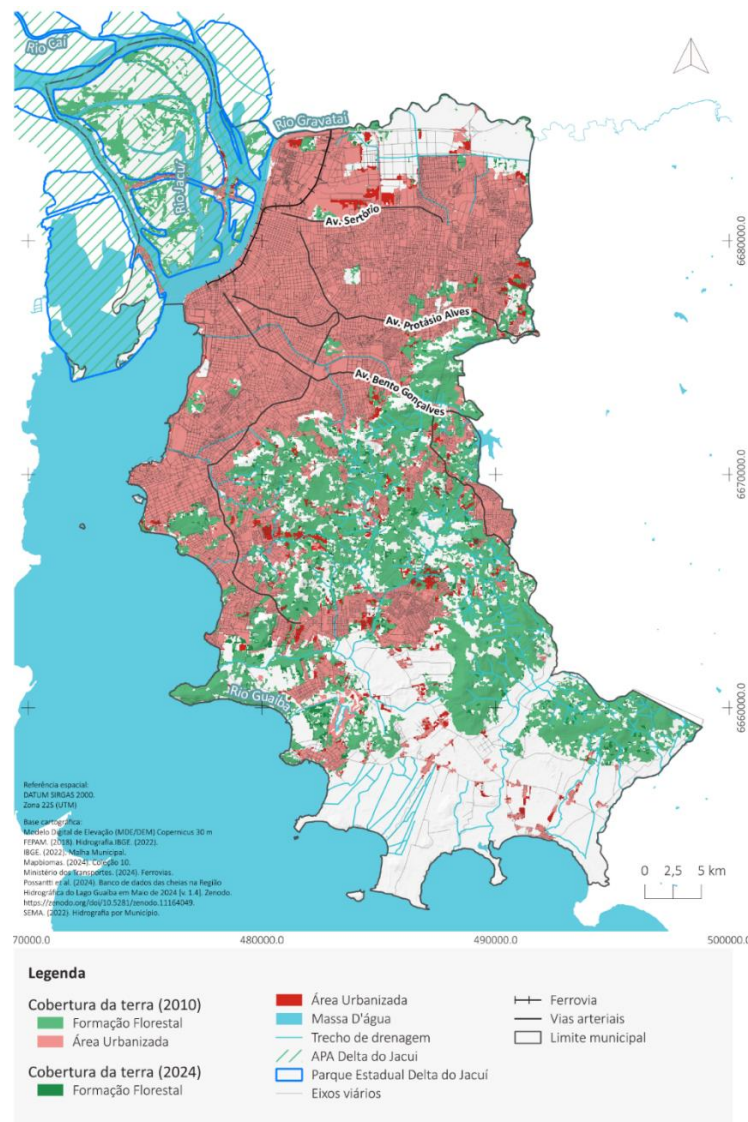 Rio Caí
Rio Gravataí
Rio Jacuí
Av. Sertório
6680000.0
Av. Protásio Alves
Av. Bento Gonçalves
6670000.0
Rio Guaíba
6660000.0
Referência espacial:
DATUM SIRGAS 2000.
Zona 22S (UTM)
Base cartográfica:
Modelo Digital de Elevação (MDE/DEM) Copernicus 30 m
FEPAM. (2018). Hidrografia IBGE. (2022).
IBGE. (2022). Malha Municipal.
Mapbiomas. (2024). Coleção 10.
Ministério dos Transportes. (2024). Ferrovias.
Possantti et al. (2024). Banco de dados das cheias na Região
Hidrográfica do Lago Guaíba em Maio de 2024 [v. 1.4]. Zenodo.
https://zenodo.org/doi/10.5281/zenodo.11164049.
SEMA. (2022). Hidrografia por Município.
0 2,5 5 km
70000.0 480000.0 490000.0 500000.0
Legenda
Cobertura da terra (2010)
Formação Florestal
Área Urbanizada
Cobertura da terra (2024)
Formação Florestal
Área Urbanizada
Massa D'água
Trecho de drenagem
APA Delta do Jacui
Parque Estadual Delta do Jacuí
Eixos viários
Ferrovia
Vias arteriais
Limite municipal